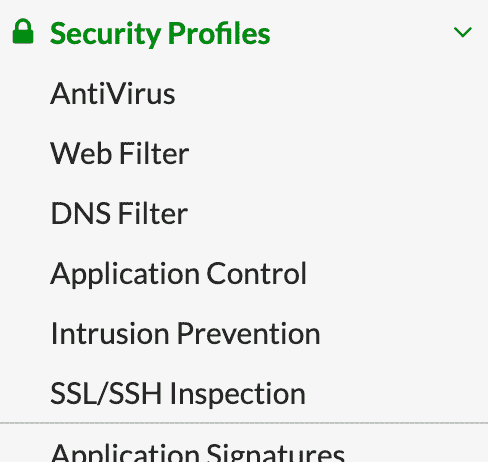 Security Profiles
AntiVirus
Web Filter
DNS Filter
Application Control
Intrusion Prevention
SSL/SSH Inspection
Application Signatures